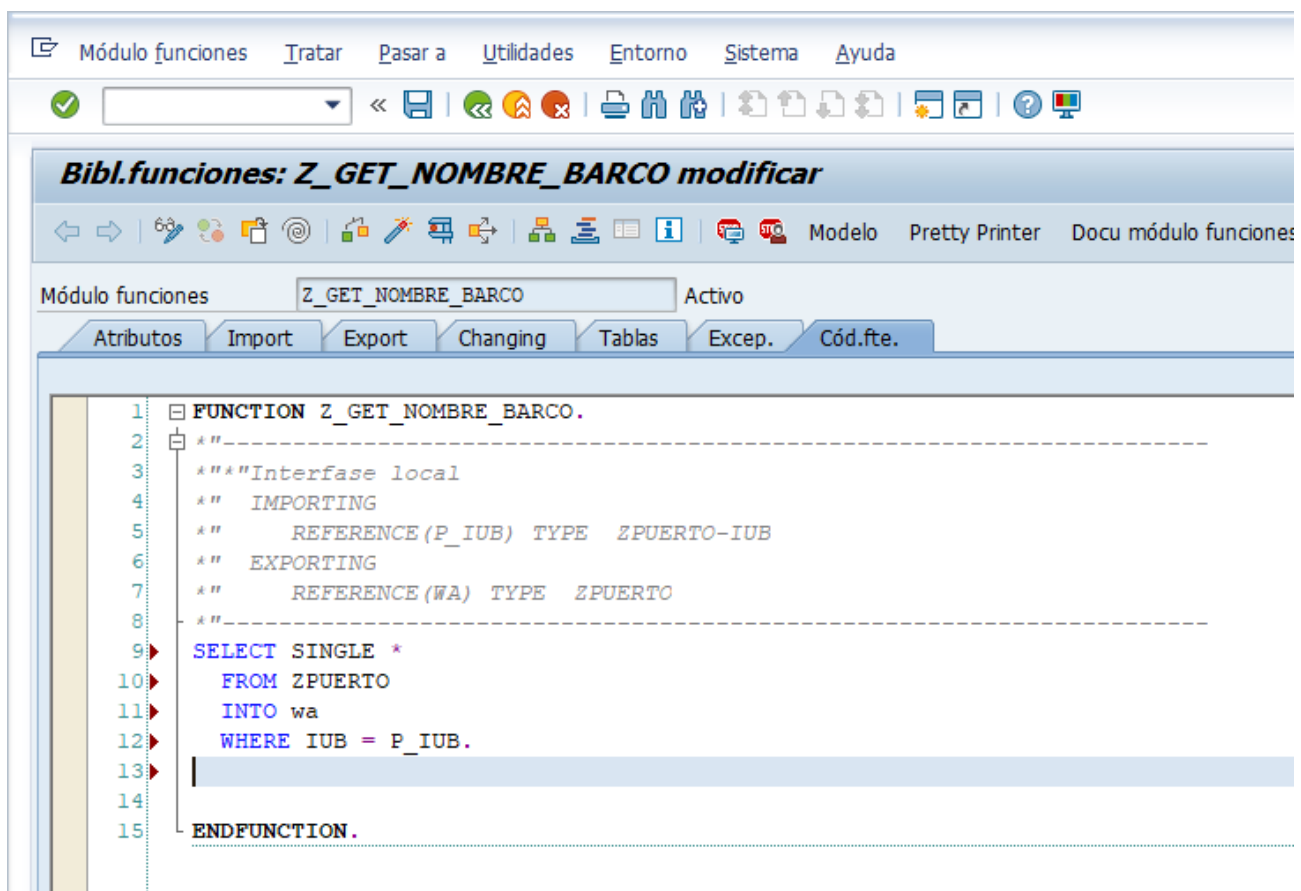 Módulo funciones Tratar Pasar a Utilidades Entorno Sistema Ayuda
Bibl.funciones: Z_GET_NOMBRE_BARCO modificar
Modelo Pretty Printer Docu módulo funciones
Módulo funciones Z_GET_NOMBRE_BARCO Activo
Atributos Import Export Changing Tablas Excep. Cód.fte.
1 FUNCTION Z_GET_NOMBRE_BARCO.
2 *"----------------------------------------------------------------------
3 *"*"Interfase local
4 *" IMPORTING
5 *" REFERENCE(P_IUB) TYPE ZPUERTO-IUB
6 *" EXPORTING
7 *" REFERENCE(WA) TYPE ZPUERTO
8 *"----------------------------------------------------------------------
9 SELECT SINGLE *
10 FROM ZPUERTO
11 INTO wa
12 WHERE IUB = P_IUB.
13
14
15 ENDFUNCTION.